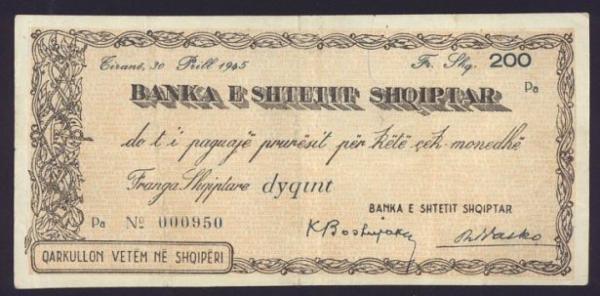 Tiranë, 30 Prill 1945 Fr. Shq. 200
Pa
BANKA E SHTETIT SHQIPTAR
do t'i paguajë prurësit për këtë çek-monedhë
Franga Shqiptare dyqint
BANKA E SHTETIT SHQIPTAR
Pa Nº 000950
QARKULLON VETËM NË SHQIPËRI